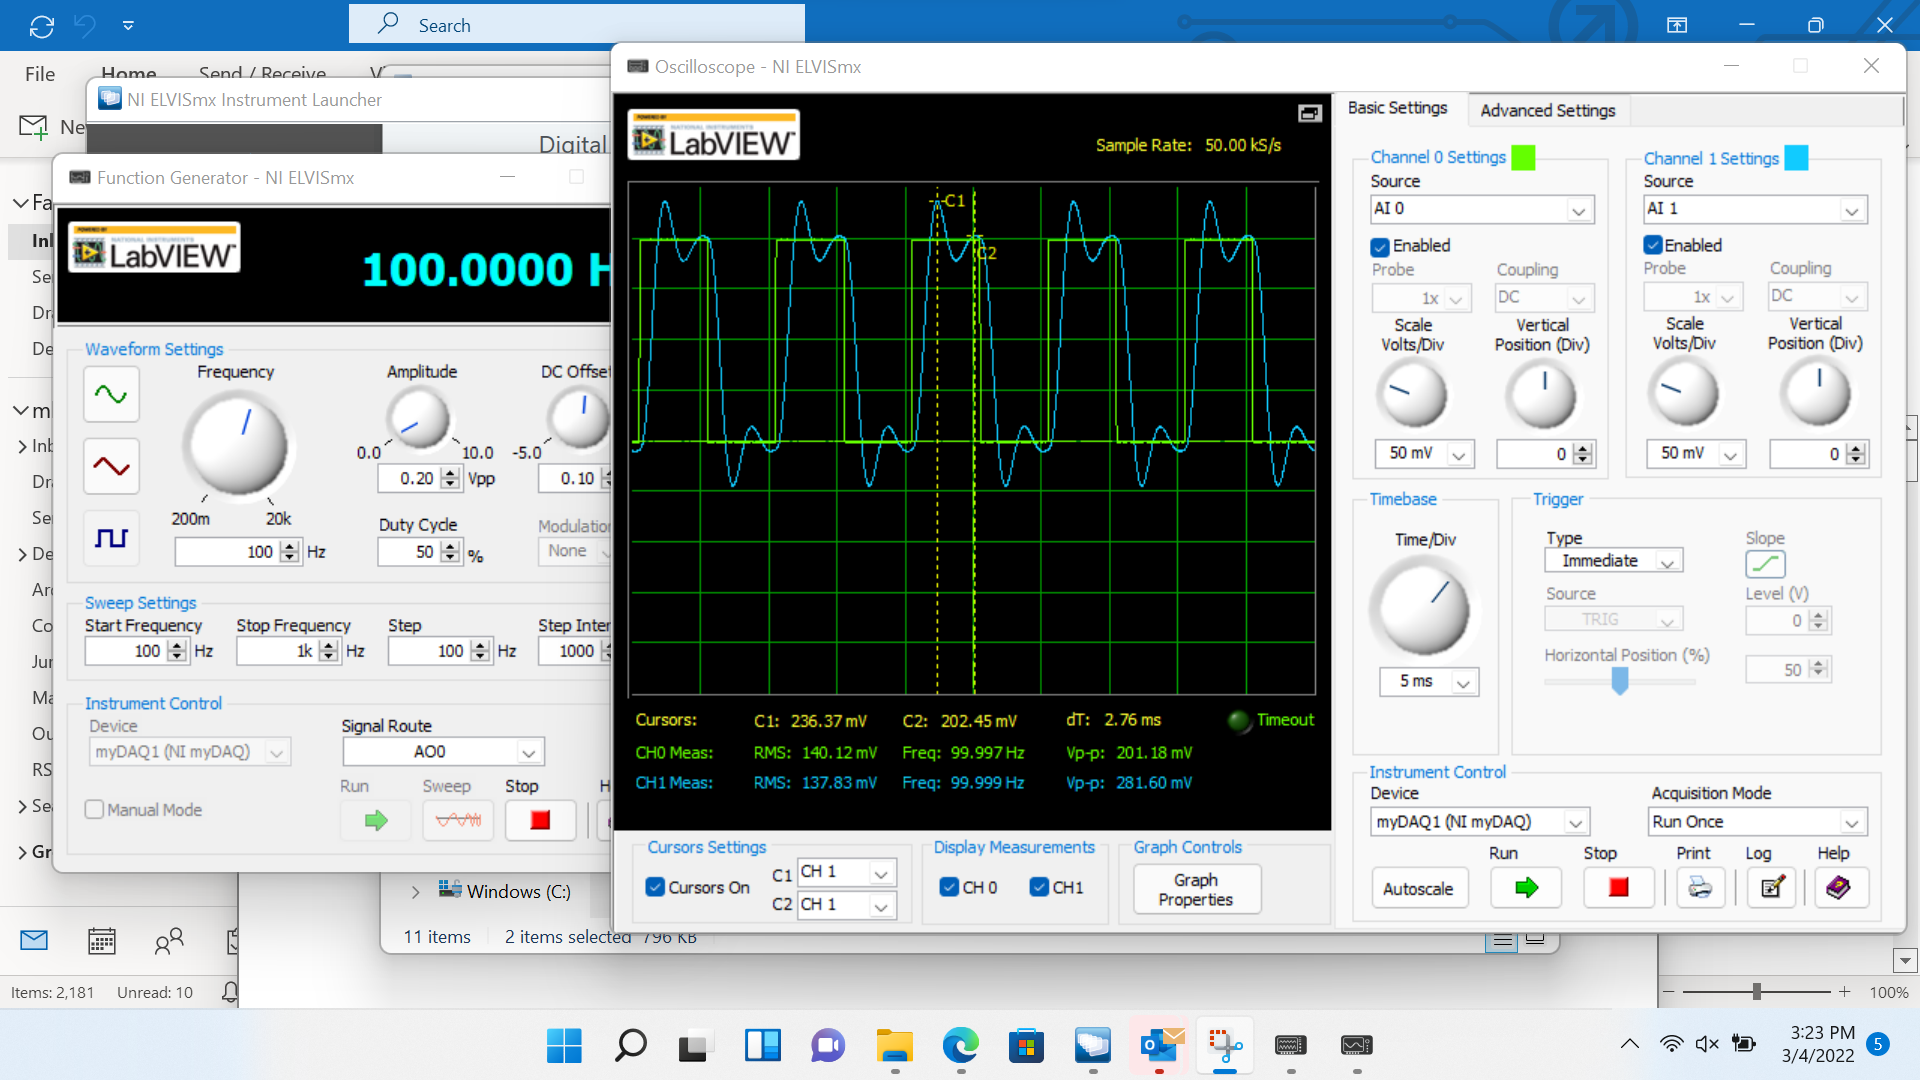 Search
File
Home
Send / Receive
NI ELVISmx Instrument Launcher
Digital
Function Generator - NI ELVISmx
POWERED BY
NATIONAL INSTRUMENTS
LabVIEW™
100.0000 H
Waveform Settings
Frequency
Amplitude
DC Offset
0.0
10.0
-5.0
0.20
Vpp
0.10
200m
20k
Duty Cycle
Modulation
100
Hz
50
%
None
Sweep Settings
Start Frequency
Stop Frequency
Step
Step Inter
100
Hz
1k
Hz
100
Hz
1000
Instrument Control
Device
Signal Route
myDAQ1 (NI myDAQ)
AO0
Run
Sweep
Stop
H
Manual Mode
Oscilloscope - NI ELVISmx
POWERED BY
NATIONAL INSTRUMENTS
LabVIEW™
Sample Rate: 50.00 kS/s
C1
C2
Cursors: C1: 236.37 mV C2: 202.45 mV dT: 2.76 ms Timeout
CH0 Meas: RMS: 140.12 mV Freq: 99.997 Hz Vp-p: 201.18 mV
CH1 Meas: RMS: 137.83 mV Freq: 99.999 Hz Vp-p: 281.60 mV
Cursors Settings
Cursors On
C1 CH 1
C2 CH 1
Display Measurements
CH 0
CH1
Graph Controls
Graph
Properties
Basic Settings
Advanced Settings
Channel 0 Settings
Source
AI 0
Enabled
Probe
Coupling
1x
DC
Scale
Volts/Div
Vertical
Position (Div)
50 mV
0
Channel 1 Settings
Source
AI 1
Enabled
Probe
Coupling
1x
DC
Scale
Volts/Div
Vertical
Position (Div)
50 mV
0
Timebase
Time/Div
5 ms
Trigger
Type
Immediate
Slope
Source
TRIG
Level (V)
0
Horizontal Position (%)
50
Instrument Control
Device
Acquisition Mode
myDAQ1 (NI myDAQ)
Run Once
Run
Stop
Print
Log
Help
Autoscale
Windows (C:)
11 items
2 items selected 796 KB
Items: 2,181
Unread: 10
100%
3:23 PM
3/4/2022
5